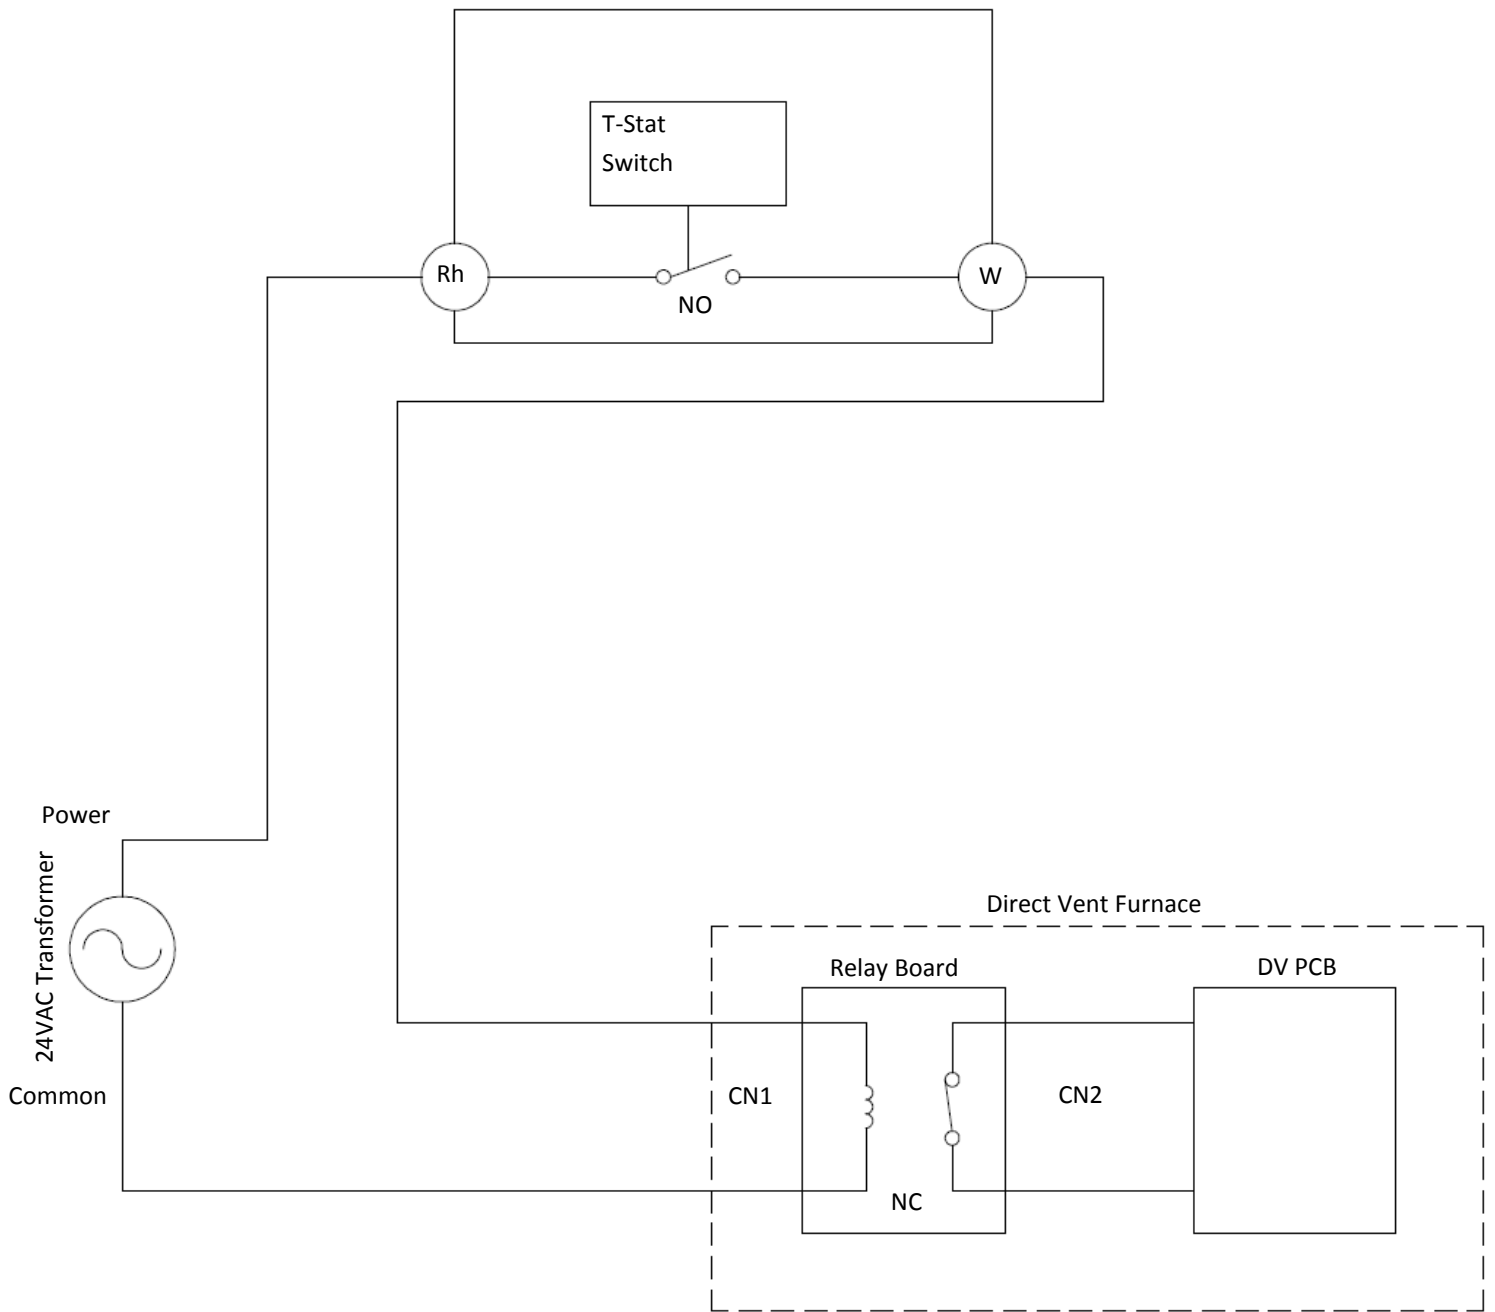 T-Stat
Switch
Rh
W
NO
Power
24VAC Transformer
Common
Direct Vent Furnace
Relay Board
DV PCB
CN1
CN2
NC